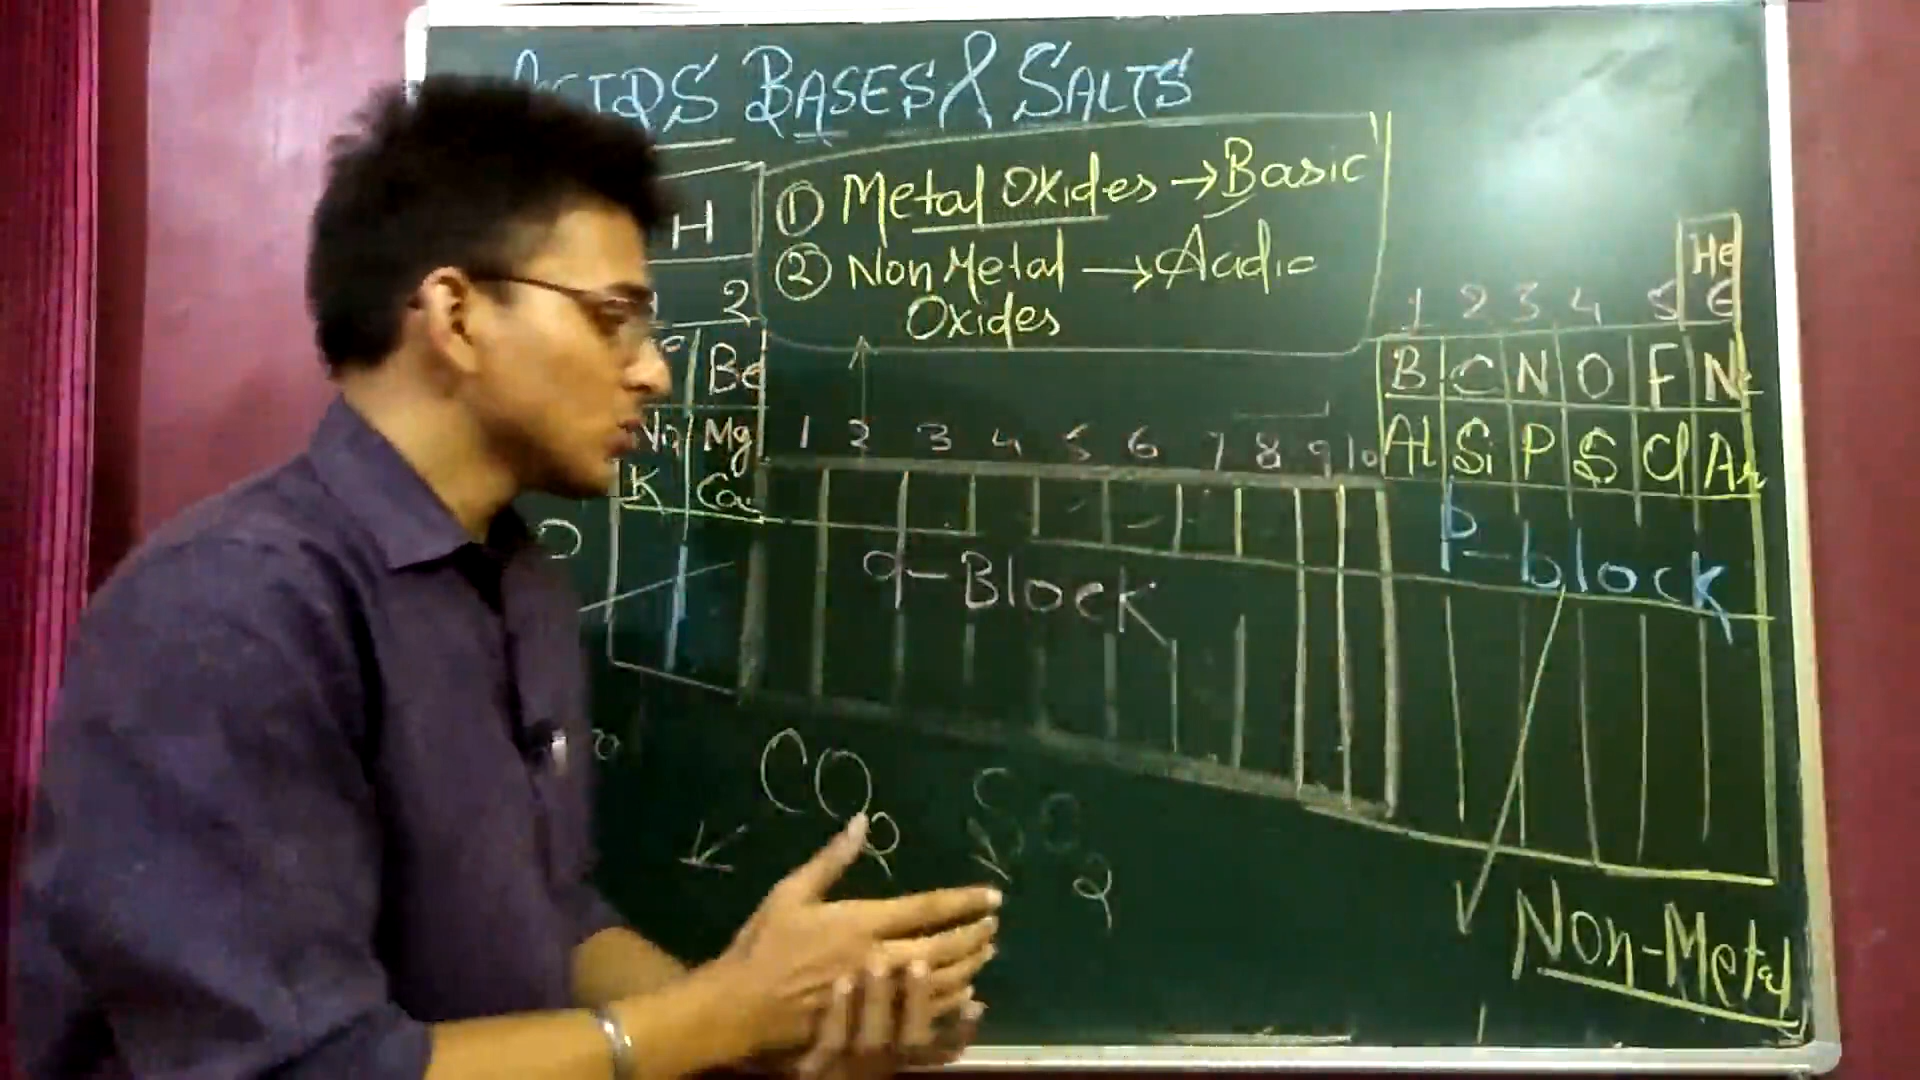 ACIDS BASES & SALTS
① Metal Oxides → Basic
② Non Metal → Acidic
Oxides
H
He
2
1 2 3 4 5 6
Be
B C N O F Ne
Na Mg
1 2 3 4 5 6 7 8 9 10
Al Si P S Cl Ar
K Ca
d-Block
P-block
CO2
SO2
Non-Metal